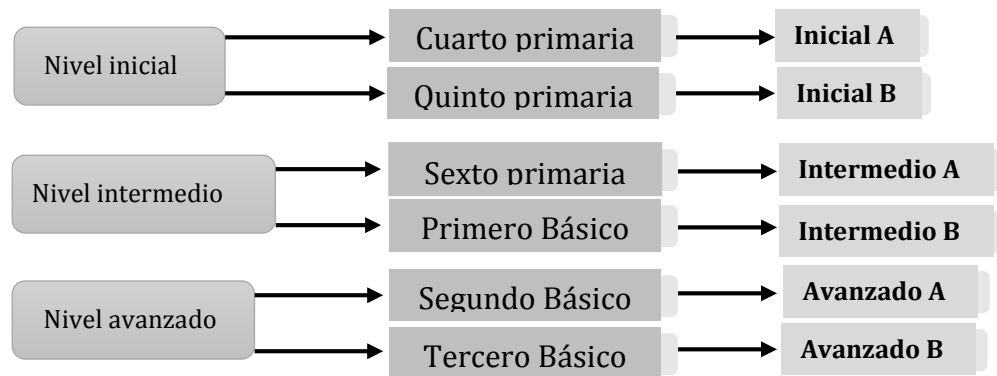 Nivel inicial
Cuarto primaria
Inicial A
Quinto primaria
Inicial B
Nivel intermedio
Sexto primaria
Intermedio A
Primero Básico
Intermedio B
Nivel avanzado
Segundo Básico
Avanzado A
Tercero Básico
Avanzado B